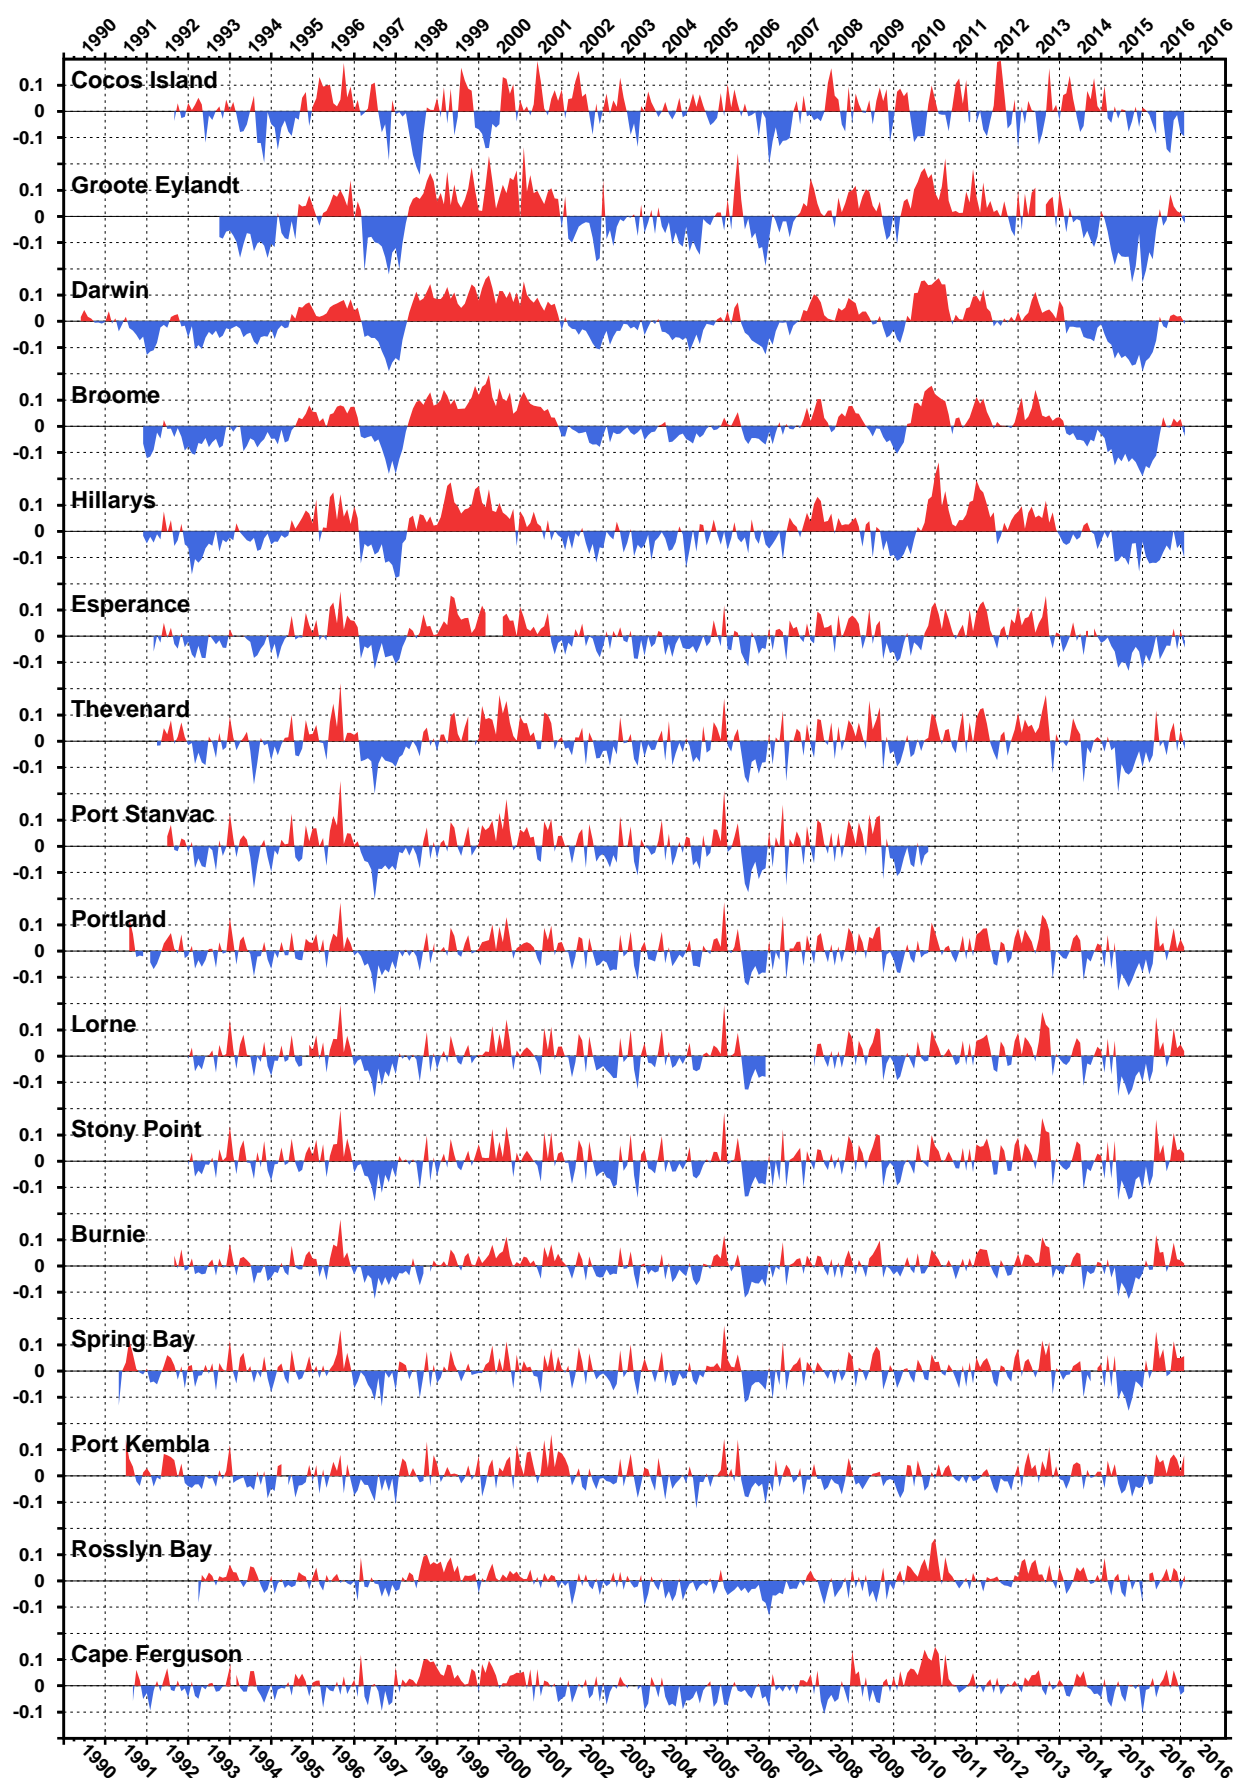 1990 1991 1992 1993 1994 1995 1996 1997 1998 1999 2000 2001 2002 2003 2004 2005 2006 2007 2008 2009 2010 2011 2012 2013 2014 2015 2016 2016
Cocos Island
0.1
0
-0.1
Groote Eylandt
0.1
0
-0.1
Darwin
0.1
0
-0.1
Broome
0.1
0
-0.1
Hillarys
0.1
0
-0.1
Esperance
0.1
0
-0.1
Thevenard
0.1
0
-0.1
Port Stanvac
0.1
0
-0.1
Portland
0.1
0
-0.1
Lorne
0.1
0
-0.1
Stony Point
0.1
0
-0.1
Burnie
0.1
0
-0.1
Spring Bay
0.1
0
-0.1
Port Kembla
0.1
0
-0.1
Rosslyn Bay
0.1
0
-0.1
Cape Ferguson
0.1
0
-0.1
1990 1991 1992 1993 1994 1995 1996 1997 1998 1999 2000 2001 2002 2003 2004 2005 2006 2007 2008 2009 2010 2011 2012 2013 2014 2015 2016 2016